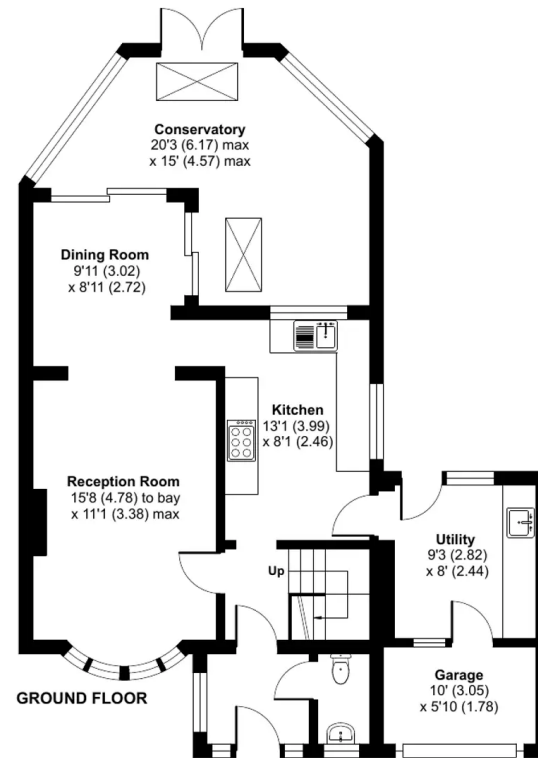 Conservatory
20'3 (6.17) max
x 15' (4.57) max
Dining Room
9'11 (3.02)
x 8'11 (2.72)
Kitchen
13'1 (3.99)
x 8'1 (2.46)
Reception Room
15'8 (4.78) to bay
x 11'1 (3.38) max
Utility
9'3 (2.82)
x 8' (2.44)
Up
Garage
10' (3.05)
x 5'10 (1.78)
GROUND FLOOR